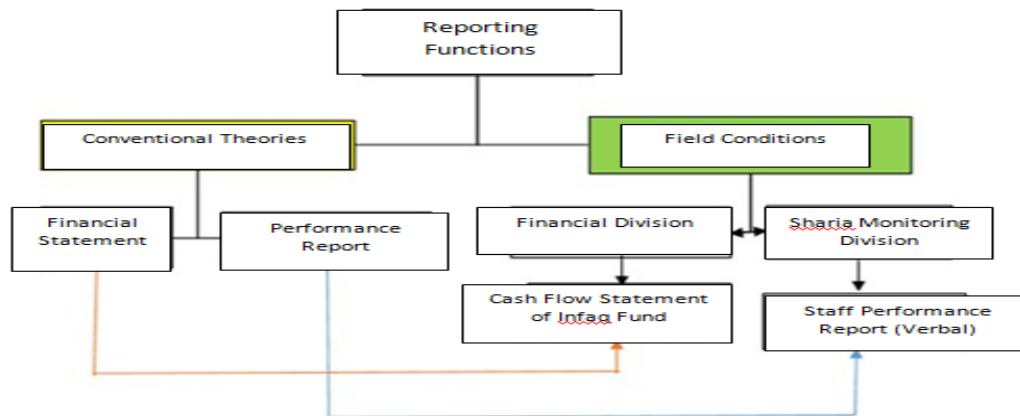 Reporting
Functions
Conventional Theories
Field Conditions
Financial
Statement
Performance
Report
Financial Division
Sharia Monitoring
Division
Cash Flow Statement
of Infaq Fund
Staff Performance
Report (Verbal)